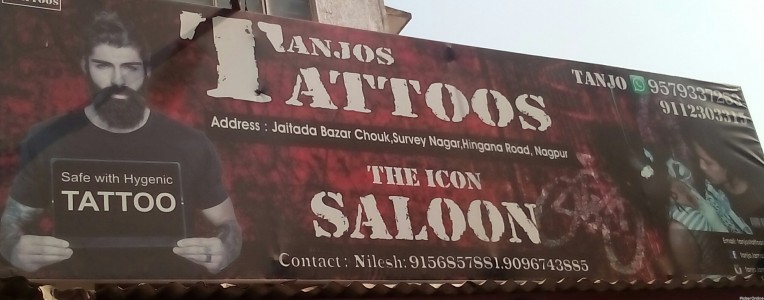 TANJOS
TATTOOS
TANJO
Address : Jaitada Bazar Chouk,Survey Nagar,Hingana Road, Nagpur
Safe with Hygenic
TATTOO
THE ICON
SALOON
Contact : Nilesh: 9156857881.9096743885
Email: